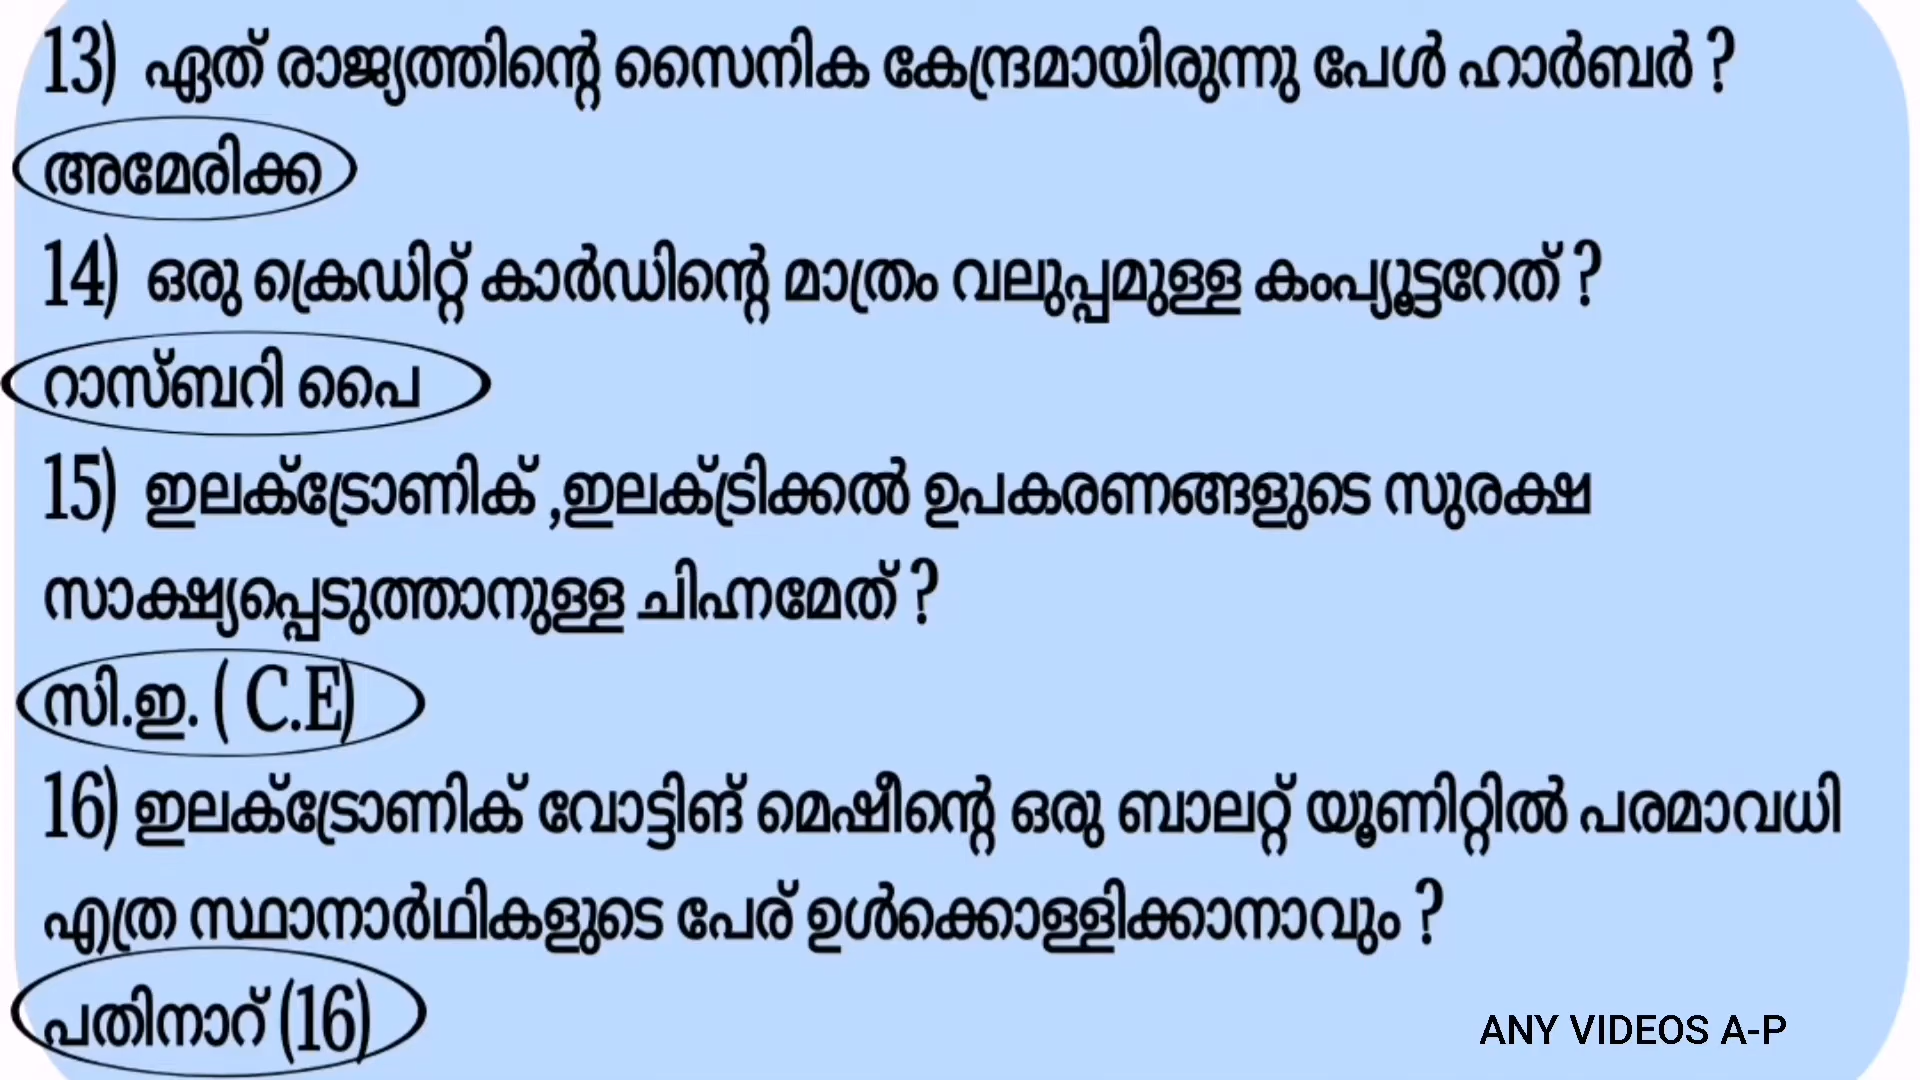 13) ഏത് രാജ്യത്തിന്റെ സൈനിക കേന്ദ്രമായിരുന്നു പേൾ ഹാർബർ ?
അമേരിക്ക
14) ഒരു ക്രെഡിറ്റ് കാർഡിന്റെ മാത്രം വലുപ്പമുള്ള കംപ്യൂട്ടറേത് ?
റാസ്ബറി പൈ
15) ഇലക്ട്രോണിക് ,ഇലക്ട്രിക്കൽ ഉപകരണങ്ങളുടെ സുരക്ഷ
സാക്ഷ്യപ്പെടുത്താനുള്ള ചിഹ്നമേത് ?
സി.ഇ. ( C.E)
16) ഇലക്ട്രോണിക് വോട്ടിങ് മെഷീന്റെ ഒരു ബാലറ്റ് യൂണിറ്റിൽ പരമാവധി
എത്ര സ്ഥാനാർഥികളുടെ പേര് ഉൾക്കൊള്ളിക്കാനാവും ?
പതിനാറ് (16)
ANY VIDEOS A-P